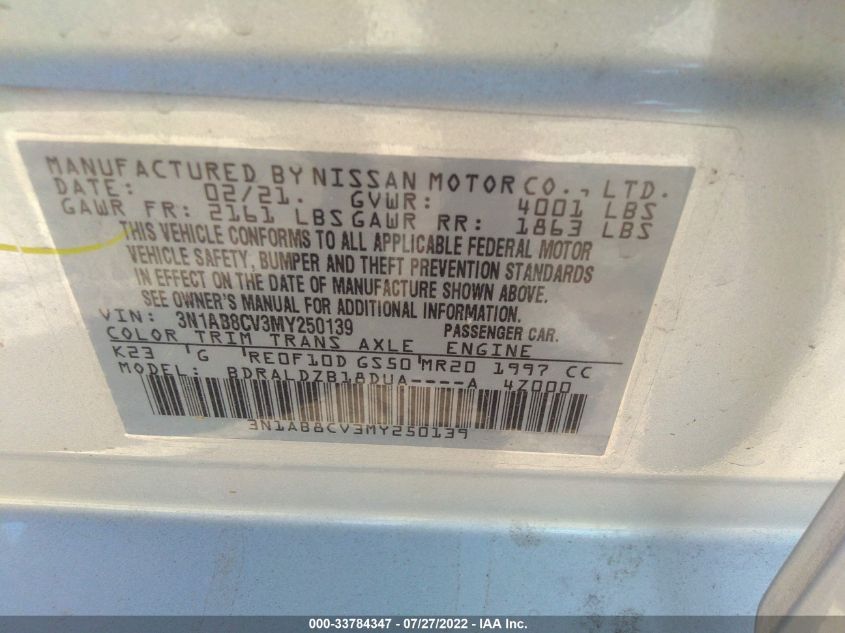 MANUFACTURED BY NISSAN MOTOR CO., LTD.
DATE: 02/21. GVWR: 4001 LBS
GAWR FR: 2161 LBS GAWR RR: 1863 LBS
THIS VEHICLE CONFORMS TO ALL APPLICABLE FEDERAL MOTOR
VEHICLE SAFETY, BUMPER AND THEFT PREVENTION STANDARDS
IN EFFECT ON THE DATE OF MANUFACTURE SHOWN ABOVE.
SEE OWNER'S MANUAL FOR ADDITIONAL INFORMATION.
VIN: 3N1AB8CV3MY250139 PASSENGER CAR.
COLOR TRIM TRANS AXLE ENGINE
K23 G RE0F10D GS50 MR20 1997 CC
MODEL: BDRALDZB18DUA----A 4Z000
3N1AB8CV3MY250139
000-33784347 - 07/27/2022 - IAA Inc.